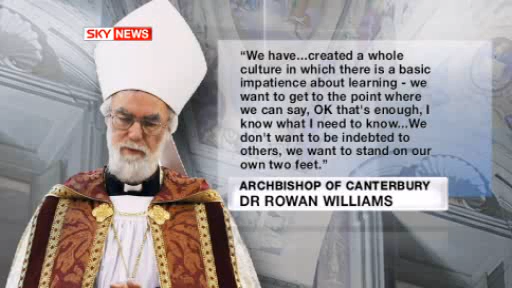 SKY NEWS
“We have...created a whole
culture in which there is a basic
impatience about learning - we
want to get to the point where
we can say, OK that's enough, I
know what I need to know...We
don't want to be indebted to
others, we want to stand on our
own two feet.”
ARCHBISHOP OF CANTERBURY
DR ROWAN WILLIAMS
sky NEWS